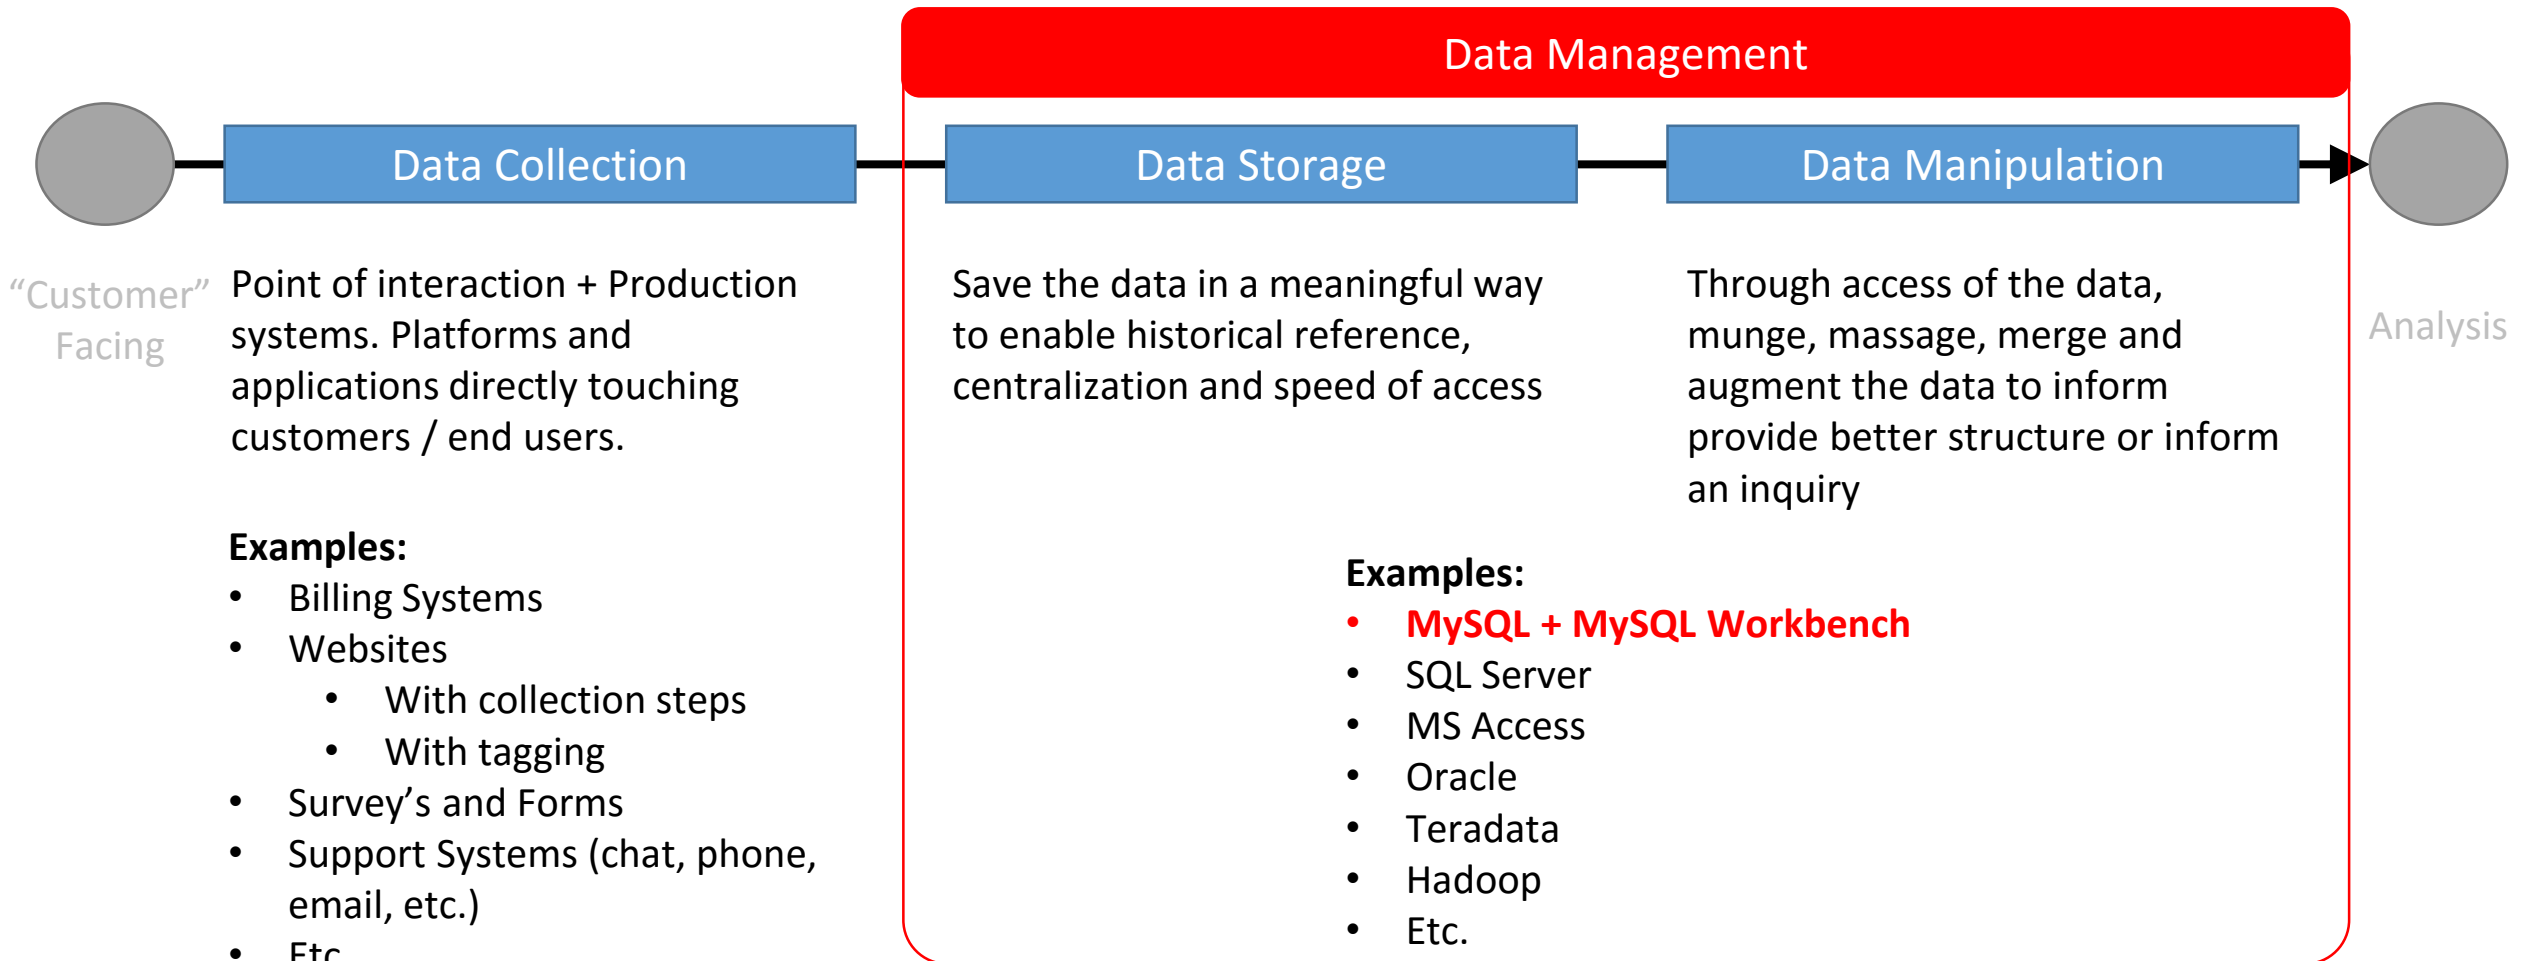 Data Management
Data Collection
Data Storage
Data Manipulation
“Customer”
Facing
Point of interaction + Production
systems. Platforms and
applications directly touching
customers / end users.
Save the data in a meaningful way
to enable historical reference,
centralization and speed of access
Through access of the data,
munge, massage, merge and
augment the data to inform
provide better structure or inform
an inquiry
Analysis
Examples:
• Billing Systems
• Websites
• With collection steps
• With tagging
• Survey’s and Forms
• Support Systems (chat, phone,
email, etc.)
• Etc
Examples:
• MySQL + MySQL Workbench
• SQL Server
• MS Access
• Oracle
• Teradata
• Hadoop
• Etc.